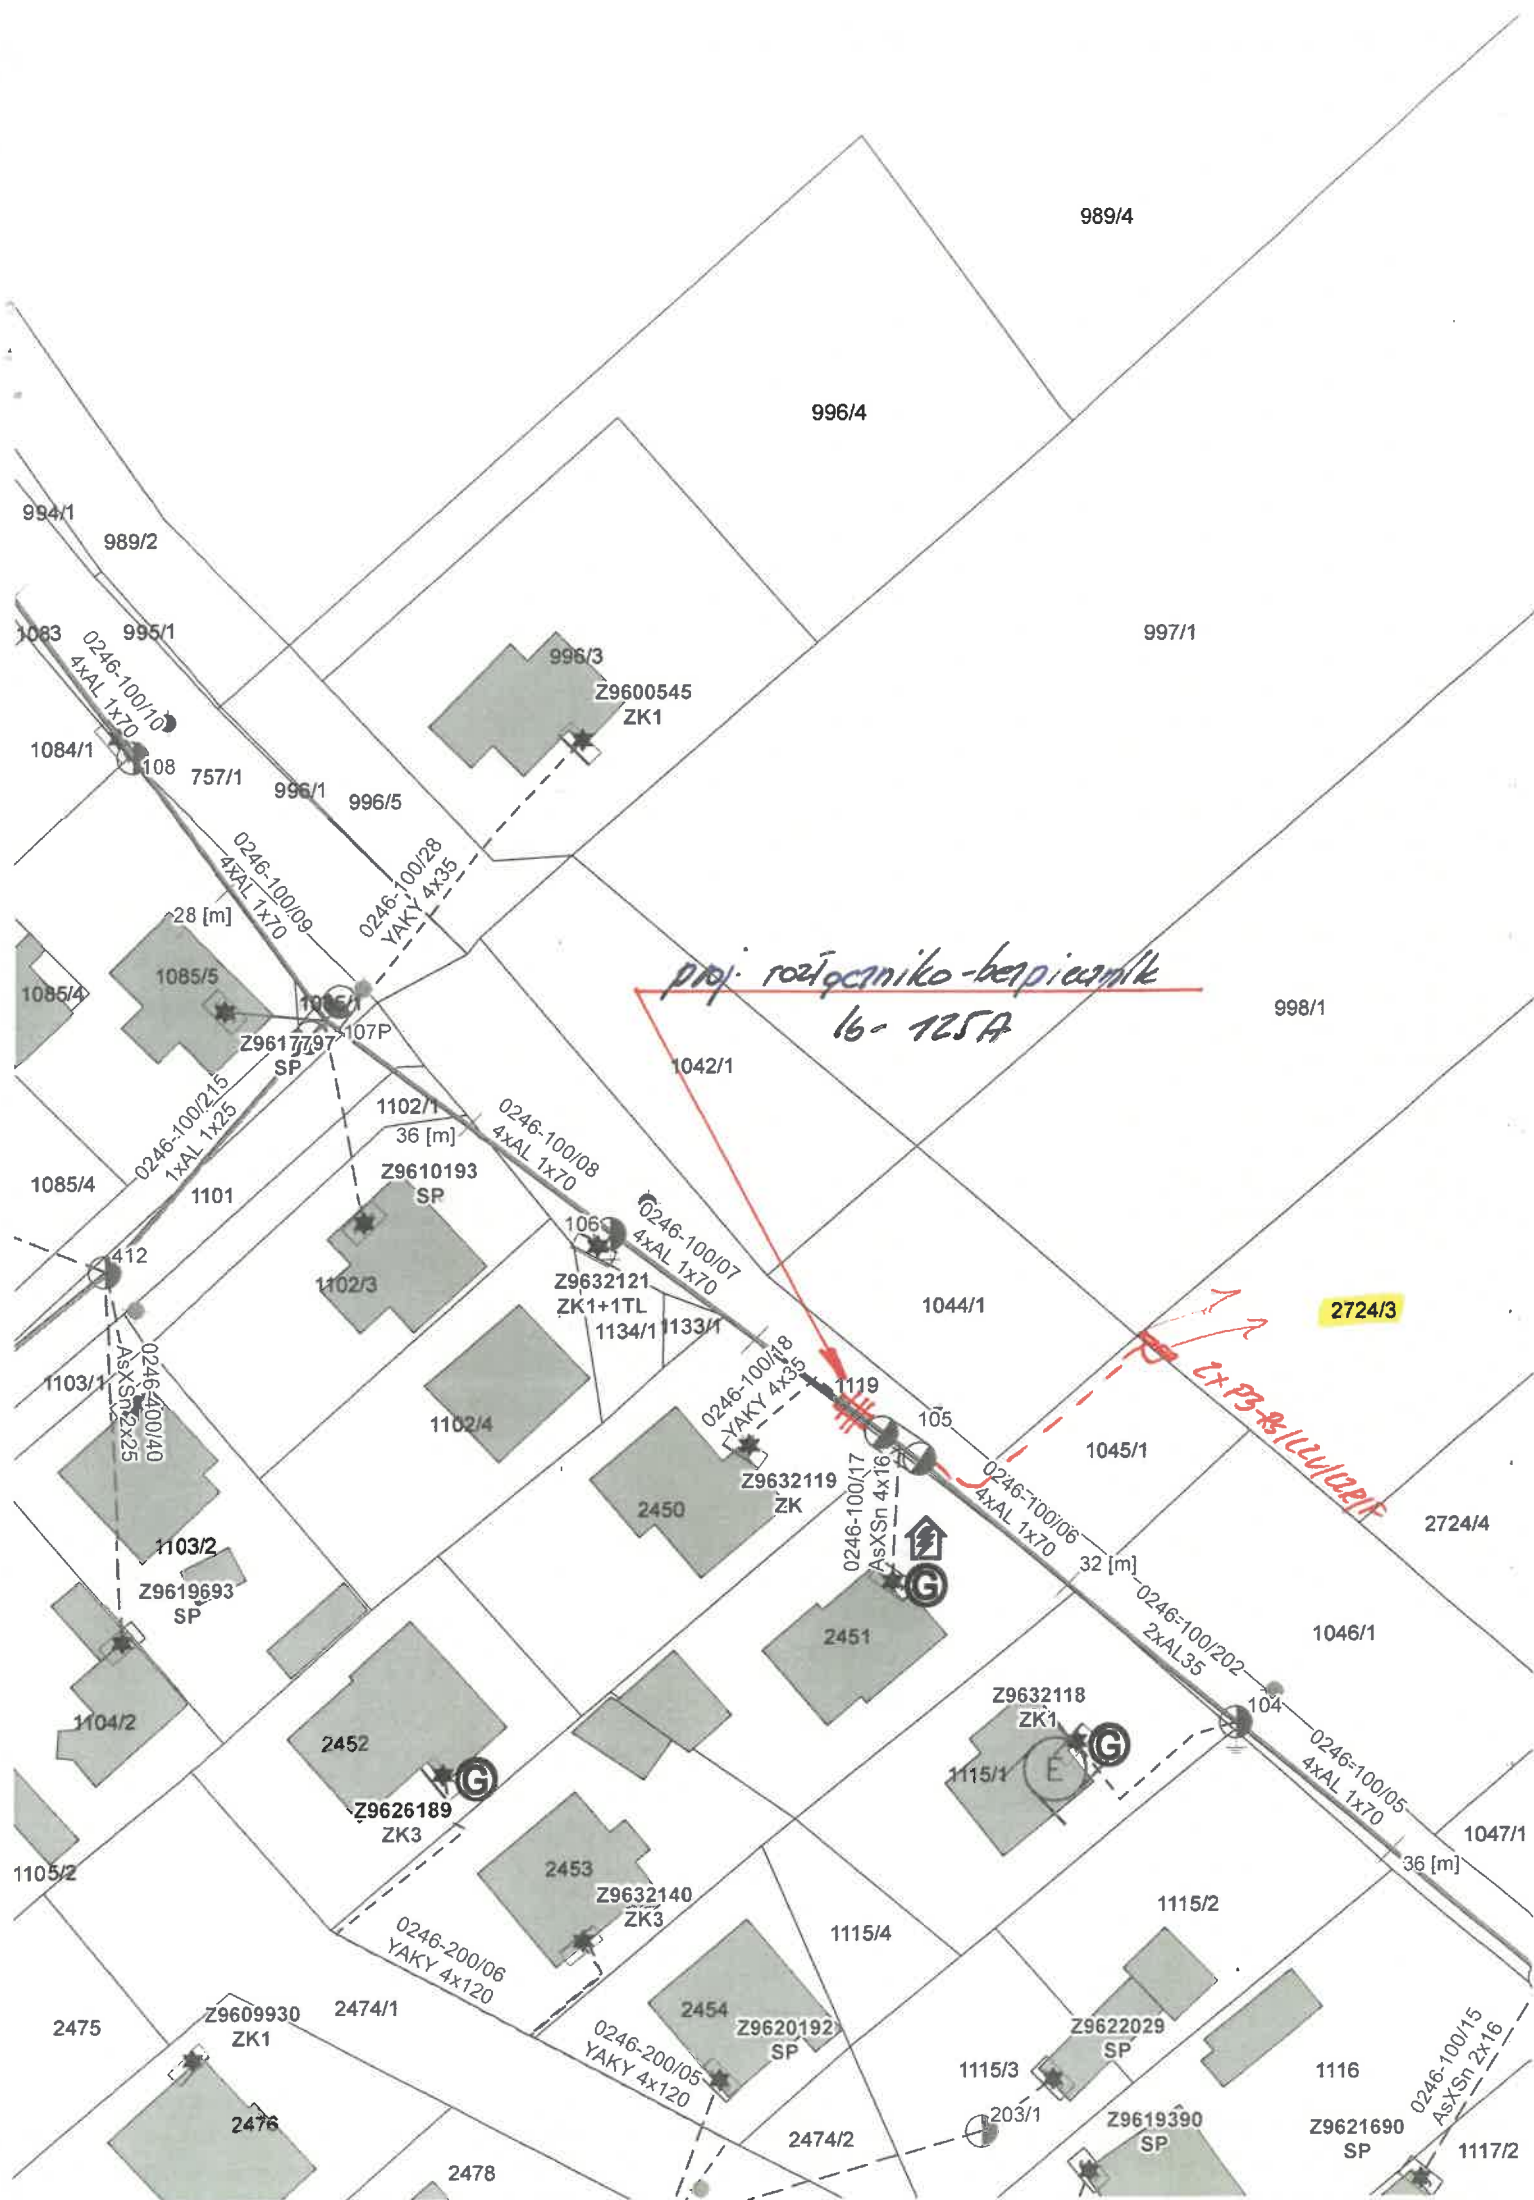 989/4
996/4
994/1
989/2
997/1
1083
995/1
0246-100/10
4xAL 1x70
996/3
Z9600545
ZK1
1084/1
108
757/1
996/1
996/5
0246-100/09
4xAL 1x70
0246-100/28
YAKY 4x35
28 [m]
1085/5
1085/4
1085/1
107P
Z9617797
SP
proj. rozłączniko-bezpiecznik
Ib- 125A
998/1
1042/1
0246-100/215
1xAL 1x25
1102/1
36 [m]
0246-100/08
4xAL 1x70
Z9610193
SP
1085/4
1101
106
0246-100/07
4xAL 1x70
412
1102/3
Z9632121
ZK1+1TL
1134/1
1133/1
1044/1
2724/3
0246-400/40
AsXSn 2x25
1103/1
1102/4
0246-100/18
YAKY 4x35
1119
105
1045/1
Z9632119
ZK
2450
0246-100/17
AsXSn 4x16
0246-100/06
4xAL 1x70
2724/4
1103/2
Z9619693
SP
G
32 [m]
0246-100/202
2xAL35
2451
1046/1
1104/2
2452
Z9632118
ZK1
104
G
E
1115/1
G
0246-100/05
4xAL 1x70
Z9626189
ZK3
1047/1
36 [m]
1105/2
2453
Z9632140
ZK3
1115/2
1115/4
0246-200/06
YAKY 4x120
2475
Z9609930
ZK1
2474/1
2454
Z9620192
SP
0246-200/05
YAKY 4x120
Z9622029
SP
1115/3
1116
0246-100/15
AsXSn 2x16
2476
203/1
Z9619390
SP
Z9621690
SP
2474/2
1117/2
2478